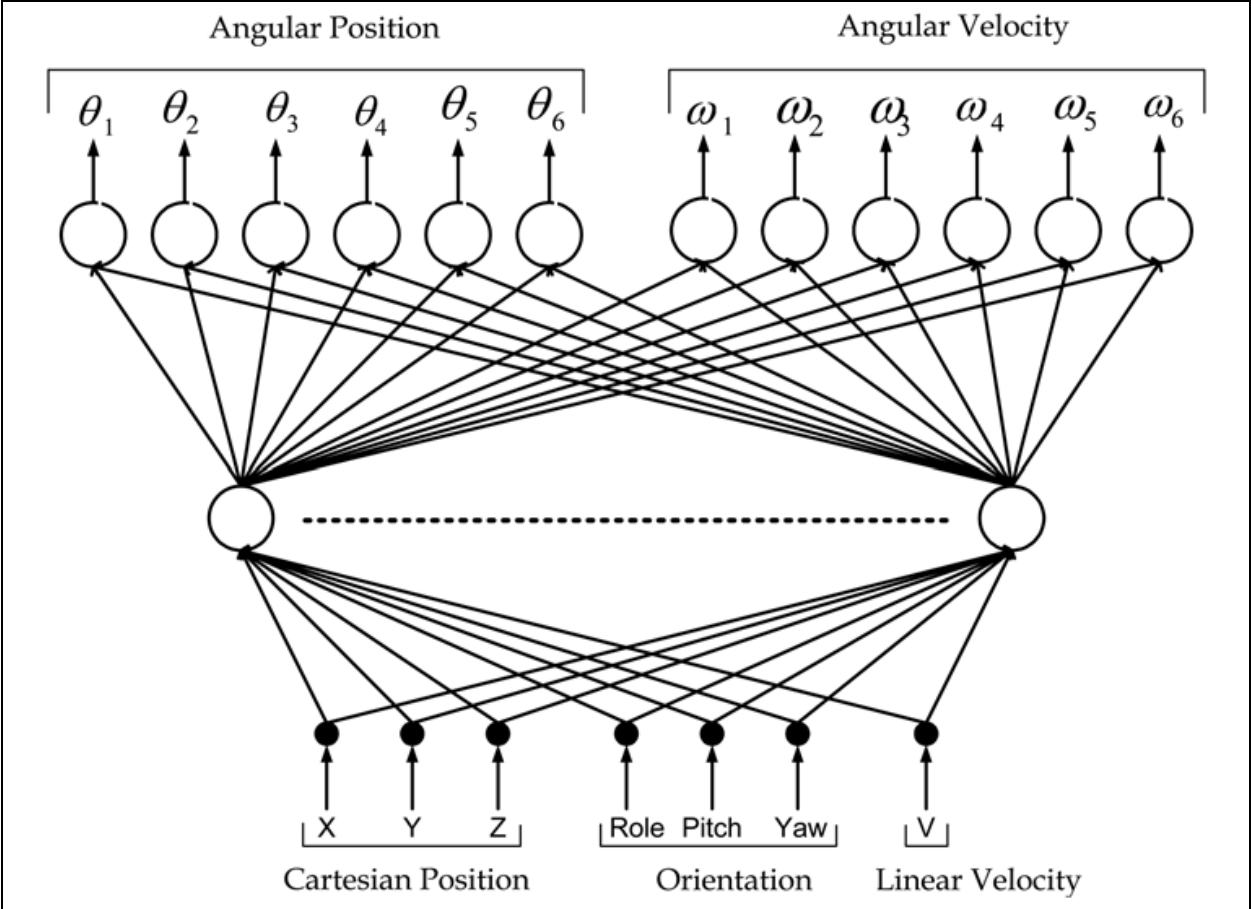 Angular Position Angular Velocity
θ1 θ2 θ3 θ4 θ5 θ6 ω1 ω2 ω3 ω4 ω5 ω6
X Y Z Role Pitch Yaw V
Cartesian Position Orientation Linear Velocity